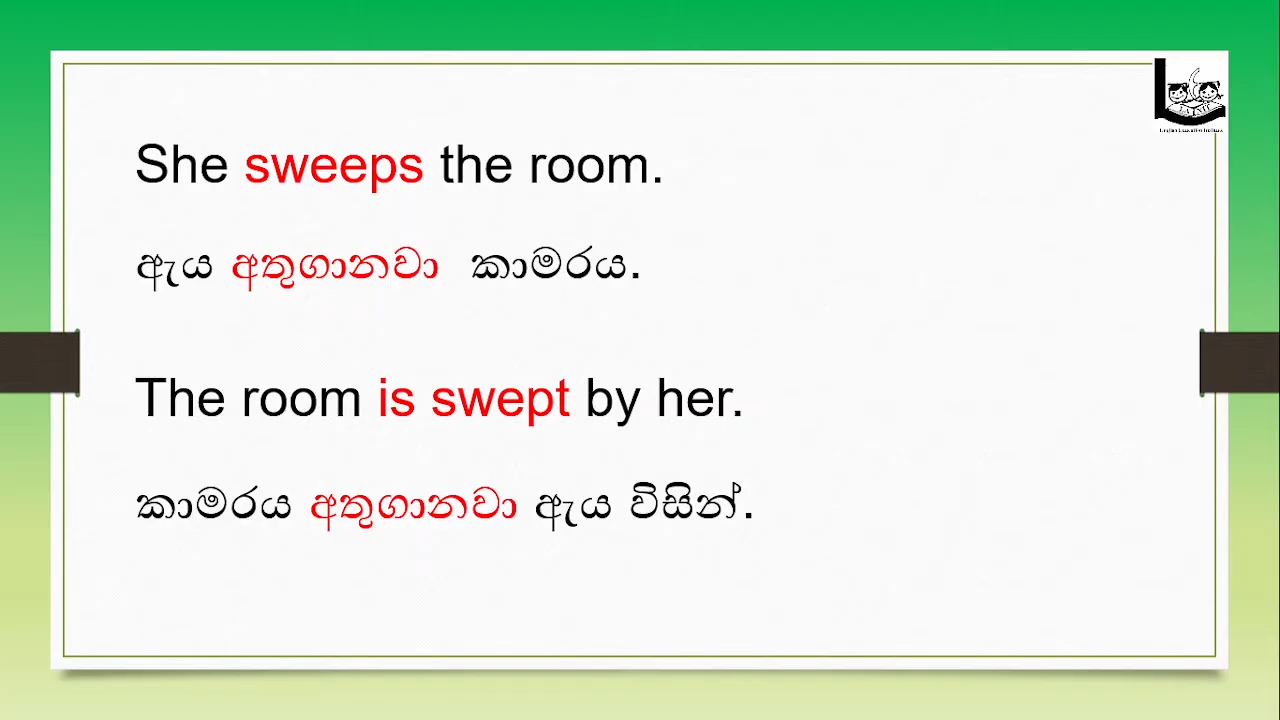 She sweeps the room.
ඇය අතුගානවා කාමරය.
The room is swept by her.
කාමරය අතුගානවා ඇය විසින්.